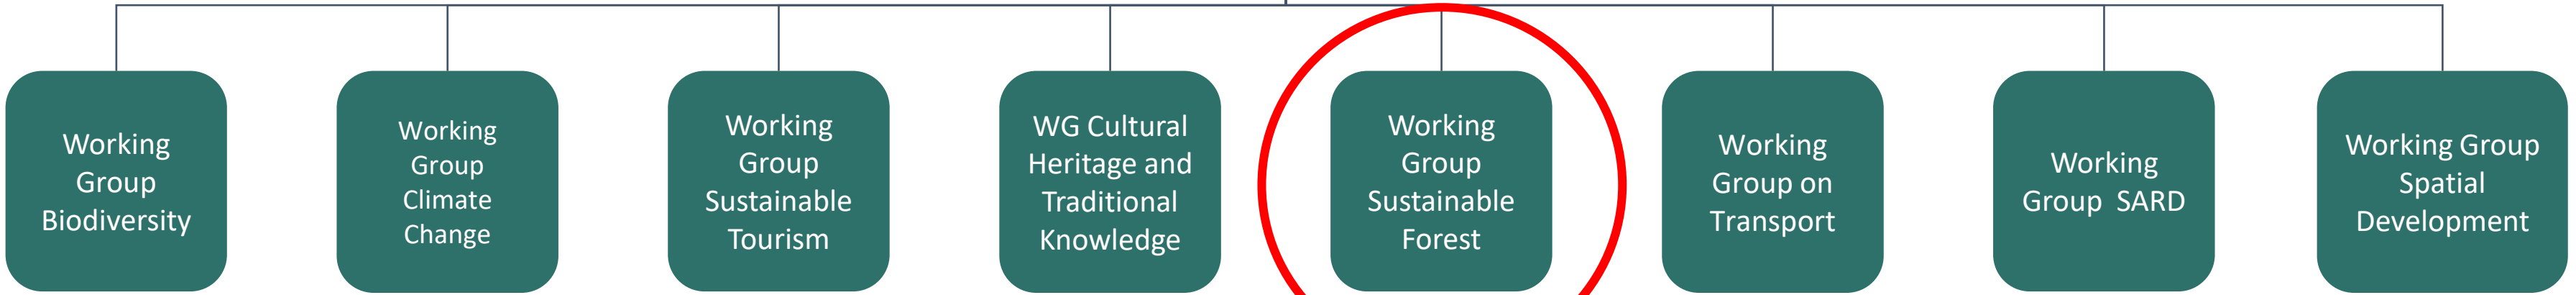 Working
Group
Biodiversity
Working
Group
Climate
Change
Working
Group
Sustainable
Tourism
WG Cultural
Heritage and
Traditional
Knowledge
Working
Group
Sustainable
Forest
Working
Group on
Transport
Working
Group  SARD
Working Group
Spatial
Development